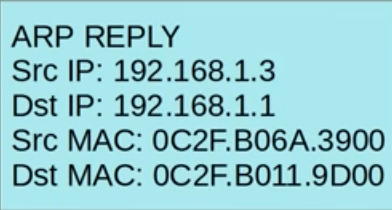 ARP REPLY
Src IP: 192.168.1.3
Dst IP: 192.168.1.1
Src MAC: 0C2F.B06A.3900
Dst MAC: 0C2F.B011.9D00